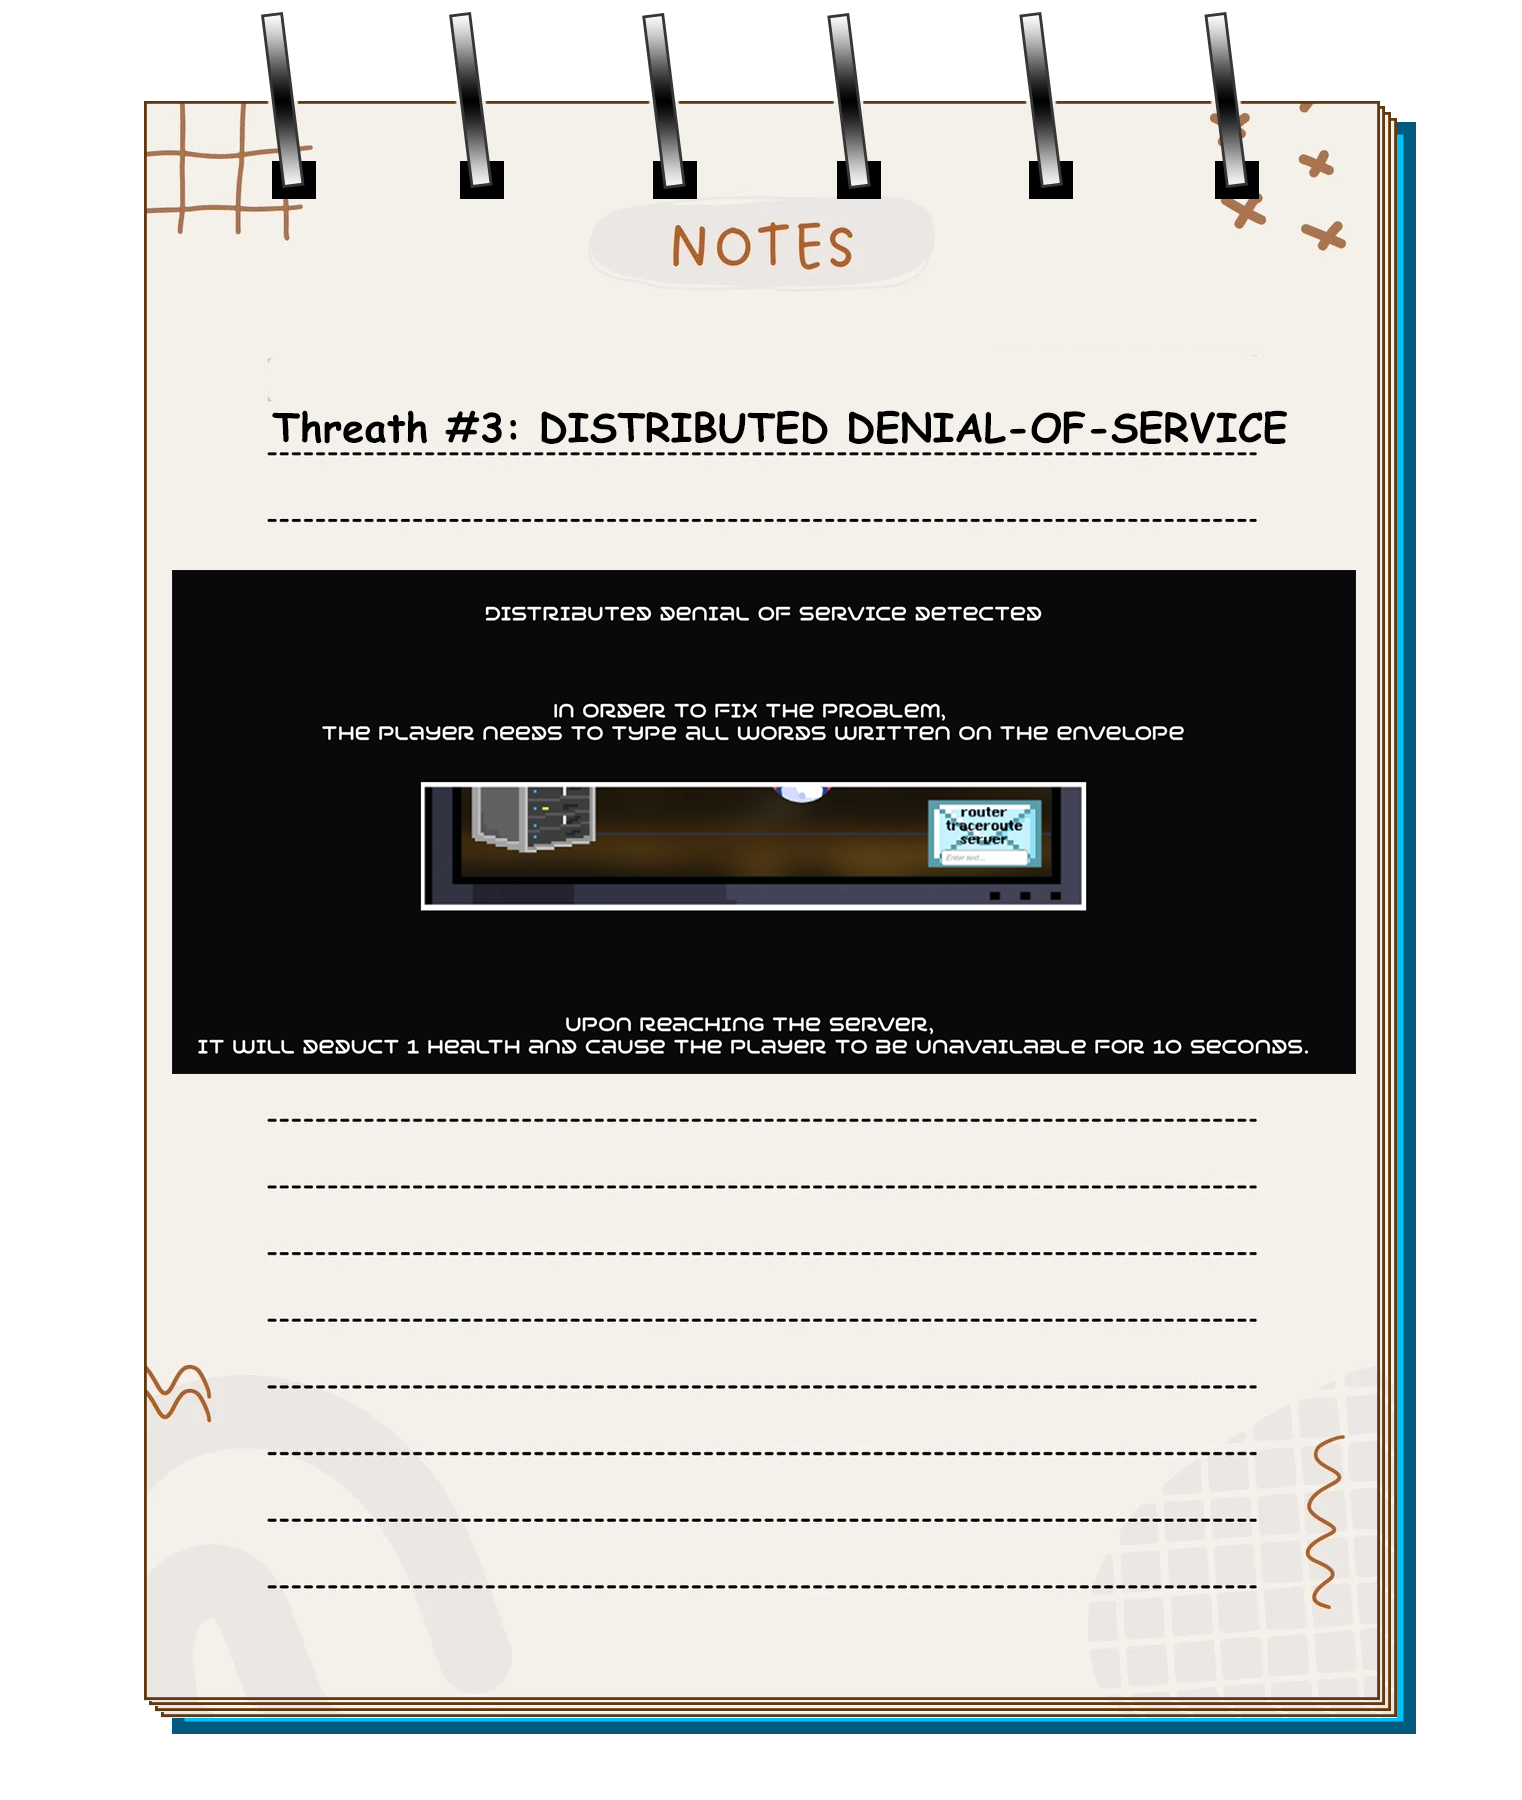 NOTES
Threath #3: DISTRIBUTED DENIAL-OF-SERVICE
DISTRIBUTED DENIAL OF SERVICE DETECTED
IN ORDER TO FIX THE PROBLEM,
THE PLAYER NEEDS TO TYPE ALL WORDS WRITTEN ON THE ENVELOPE
router
traceroute
server
Enter text...
UPON REACHING THE SERVER,
IT WILL DEDUCT 1 HEALTH AND CAUSE THE PLAYER TO BE UNAVAILABLE FOR 10 SECONDS.